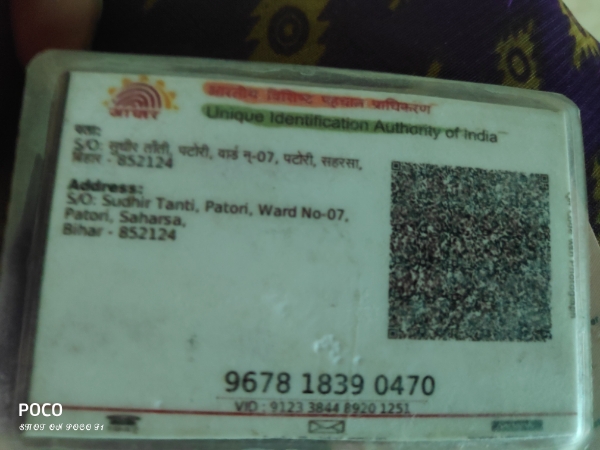 भारतीय विशिष्ट पहचान प्राधिकरण
Unique Identification Authority of India
आधार
पता:
S/O: सुधीर ताँती, पटोरी, वार्ड न्-07, पटोरी, सहरसा,
बिहार - 852124
Address:
S/O: Sudhir Tanti, Patori, Ward No-07,
Patori, Saharsa,
Bihar - 852124
9678 1839 0470
VID : 9123 3844 8920 1251
POCO
SHOT ON POCO